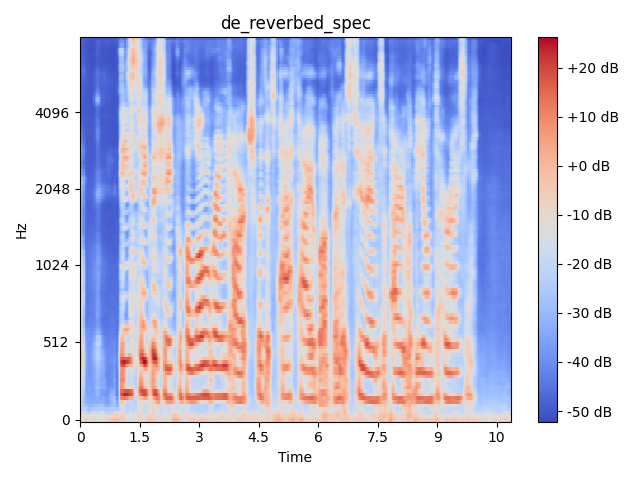 de_reverbed_spec
4096
2048
1024
512
0
Hz
0 1.5 3 4.5 6 7.5 9 10
Time
+20 dB
+10 dB
+0 dB
-10 dB
-20 dB
-30 dB
-40 dB
-50 dB